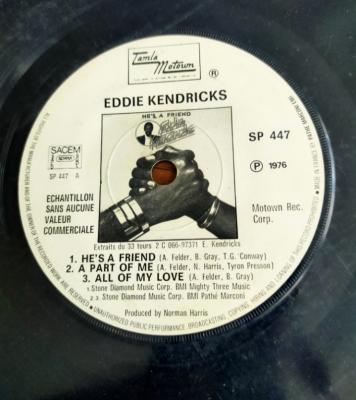 Tamla
Motown
®
EDDIE KENDRICKS
HE'S A FRIEND
Eddie
Kendricks
SP 447
SACEM
SDRM
SP 447 A
℗ 1976
ECHANTILLON
SANS AUCUNE
VALEUR
COMMERCIALE
Motown Rec.
Corp.
Extraits du 33 tours 2 C 066-97371 E. Kendricks
1. HE'S A FRIEND (A. Felder, B. Gray, T.G. Conway)
2. A PART OF ME (A. Felder, N. Harris, Tyron Presson)
3. ALL OF MY LOVE (A. Felder, B. Gray)
1. Stone Diamond Music Corp. BMI Mighty Three Music
2.3. Stone Diamond Music Corp. BMI Pathé Marconi
Produced by Norman Harris
UNAUTHORIZED PUBLIC PERFORMANCE, BROADCASTING, COPYING, HIRING